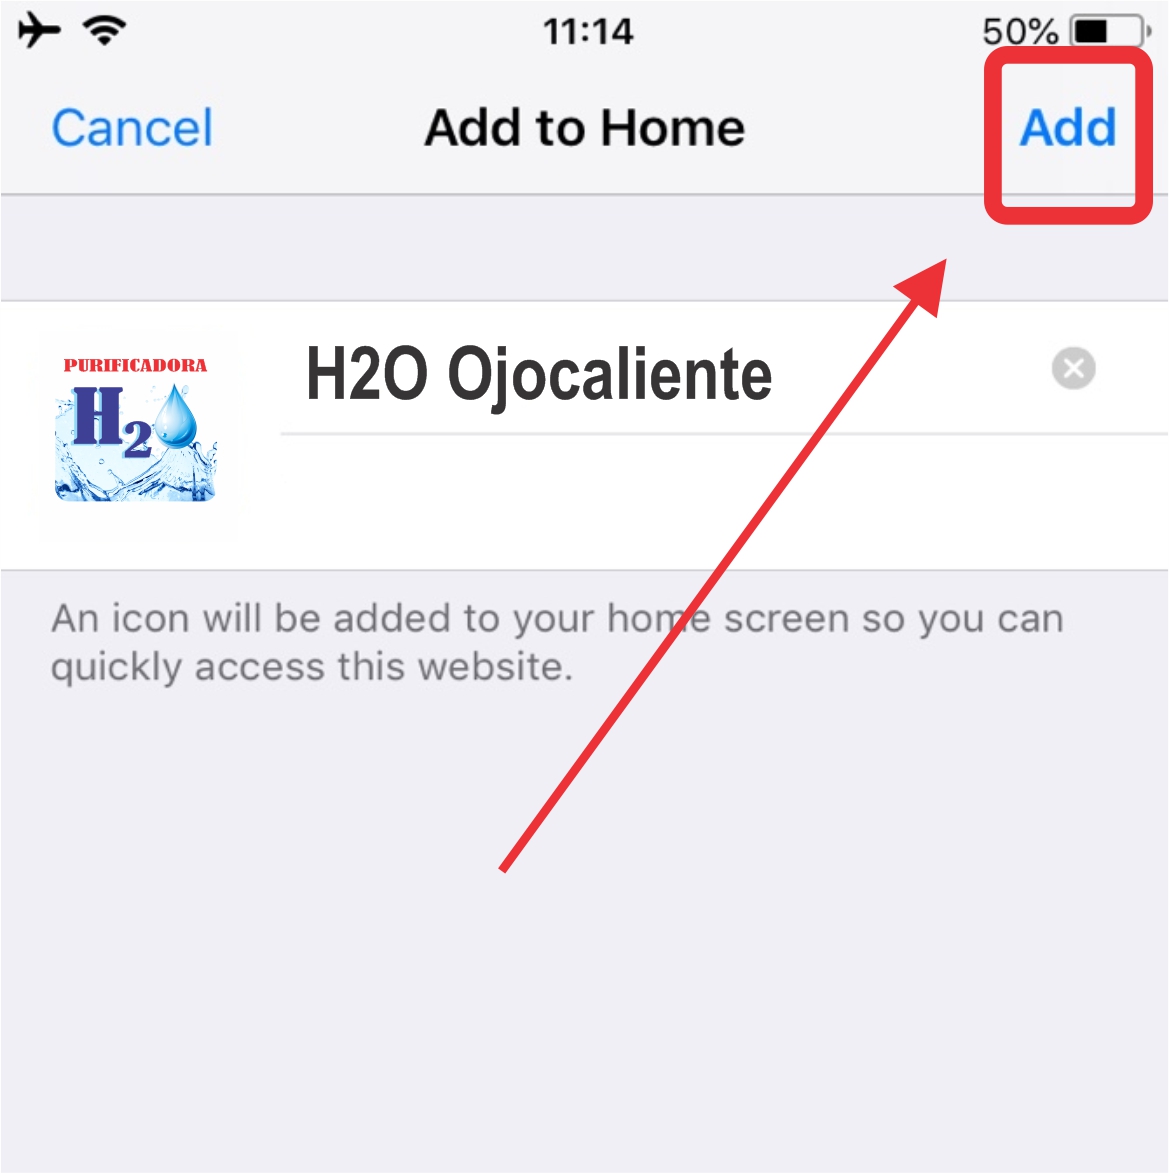 11:14
50%
Cancel
Add to Home
Add
PURIFICADORA
H2O
H2O Ojocaliente
An icon will be added to your home screen so you can
quickly access this website.